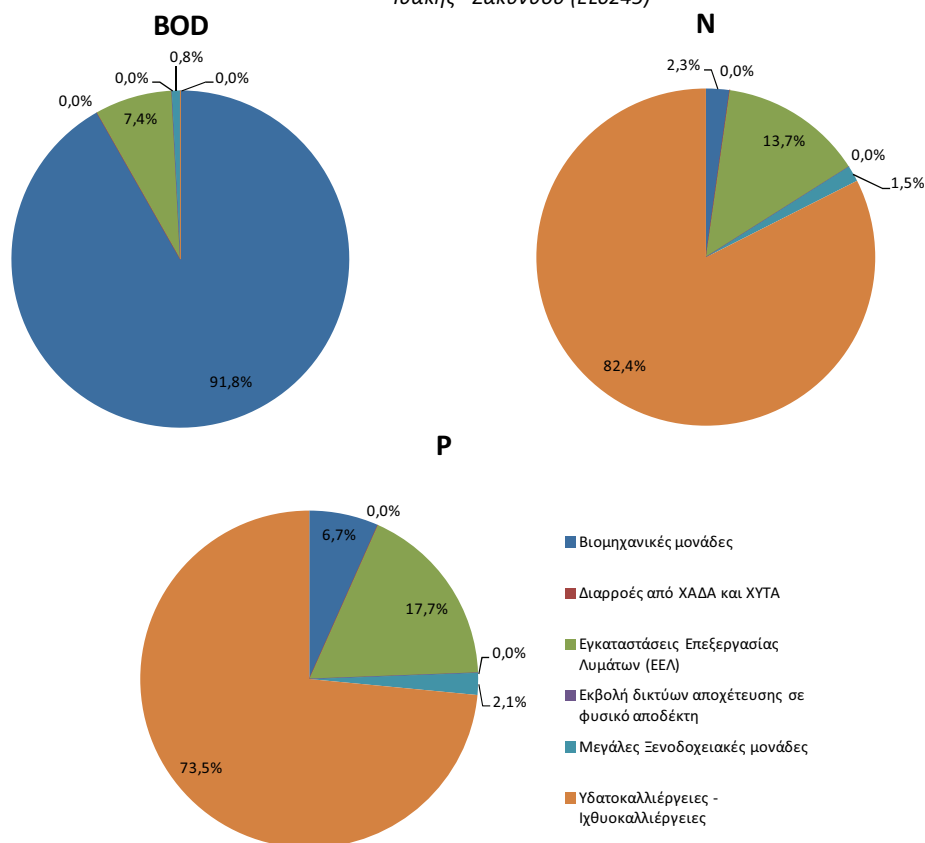 Ιθάκης - Ζακύνθου (EL0245)
BOD
0,8%
0,0%
0,0%
0,0%
7,4%
91,8%
N
2,3%
0,0%
13,7%
0,0%
1,5%
82,4%
P
6,7%
0,0%
17,7%
0,0%
2,1%
73,5%
Βιομηχανικές μονάδες
Διαρροές από ΧΑΔΑ και ΧΥΤΑ
Εγκαταστάσεις Επεξεργασίας
Λυμάτων (ΕΕΛ)
Εκβολή δικτύων αποχέτευσης σε
φυσικό αποδέκτη
Μεγάλες Ξενοδοχειακές μονάδες
Υδατοκαλλιέργειες -
Ιχθυοκαλλιέργειες